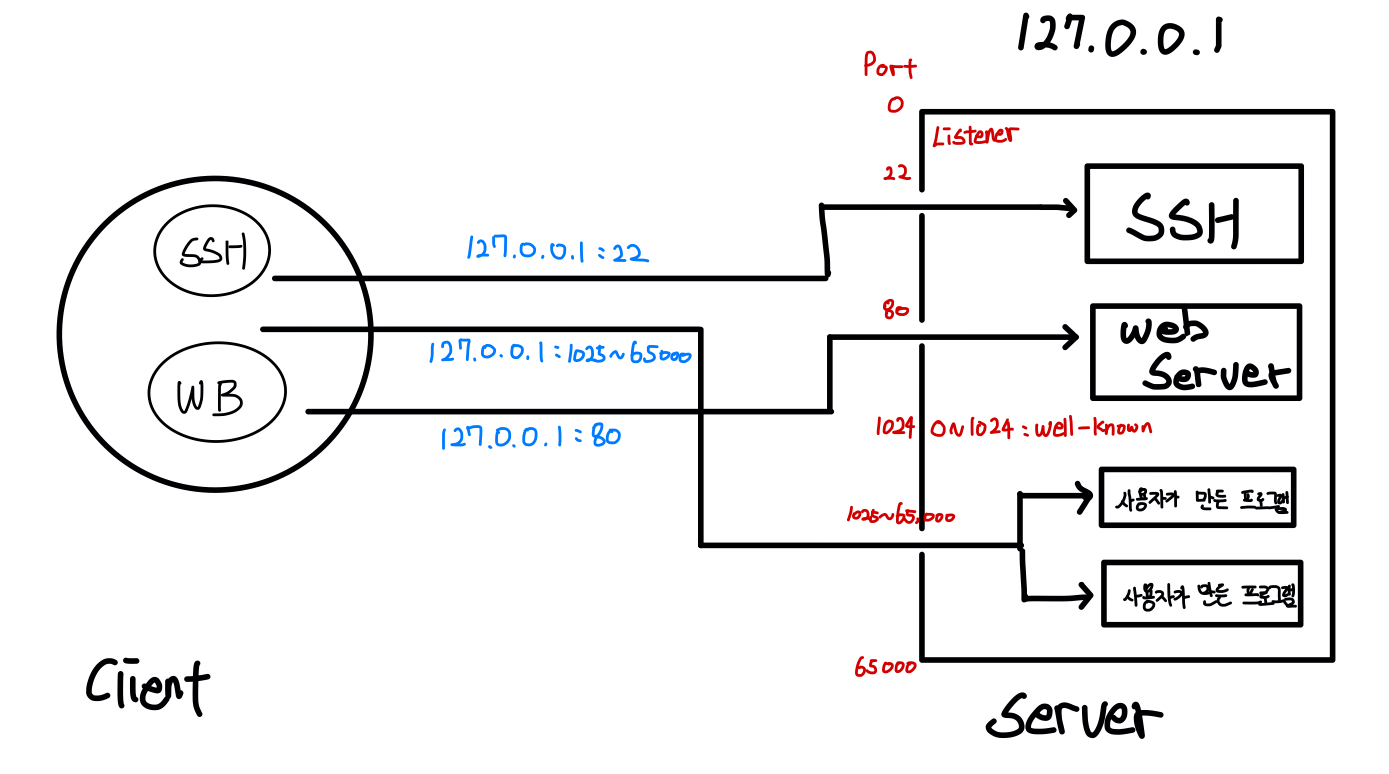 127.0.0.1
Port
0
Listener
22
SSH
SSH
127.0.0.1:22
80
Web
Server
127.0.0.1:1025~65000
WB
127.0.0.1:80
1024
0~1024:well-known
사용자가 만든 프로그램
1025~65,000
사용자가 만든 프로그램
65000
Client
Server